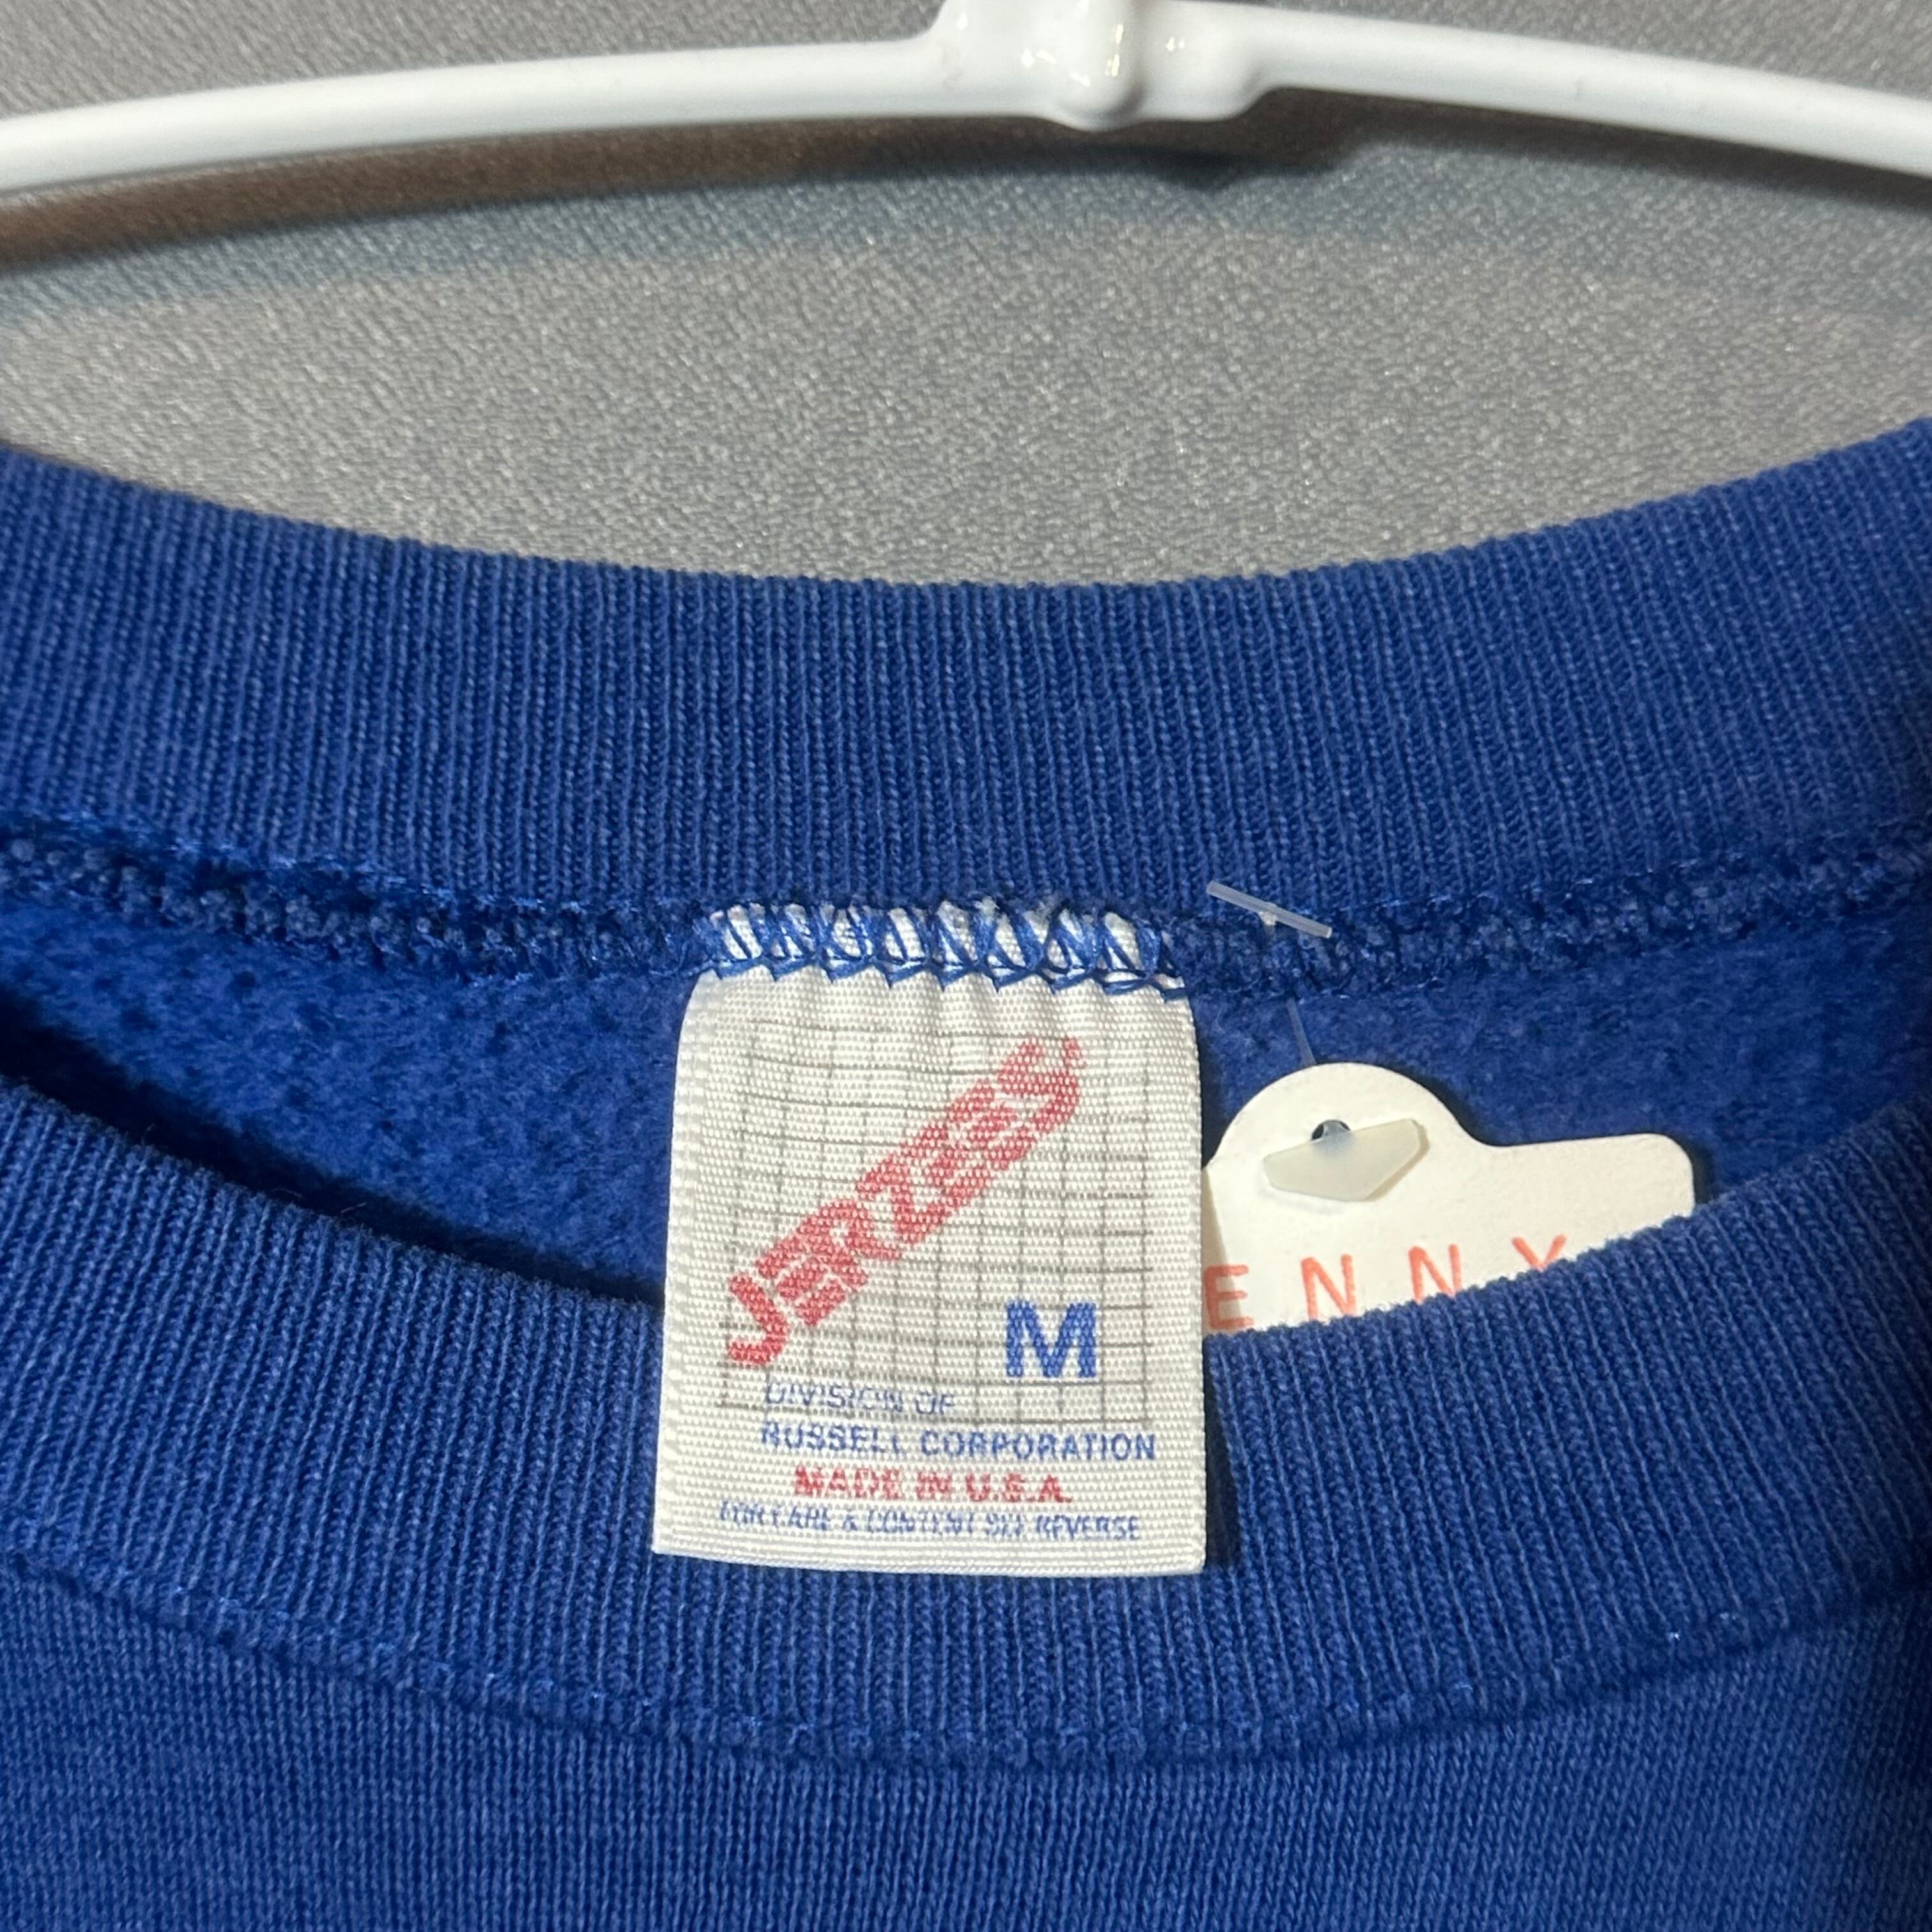 JERZEES
M
DIVISION OF
RUSSELL CORPORATION
MADE IN U.S.A.
FOR CARE & CONTENT SEE REVERSE
ENNY